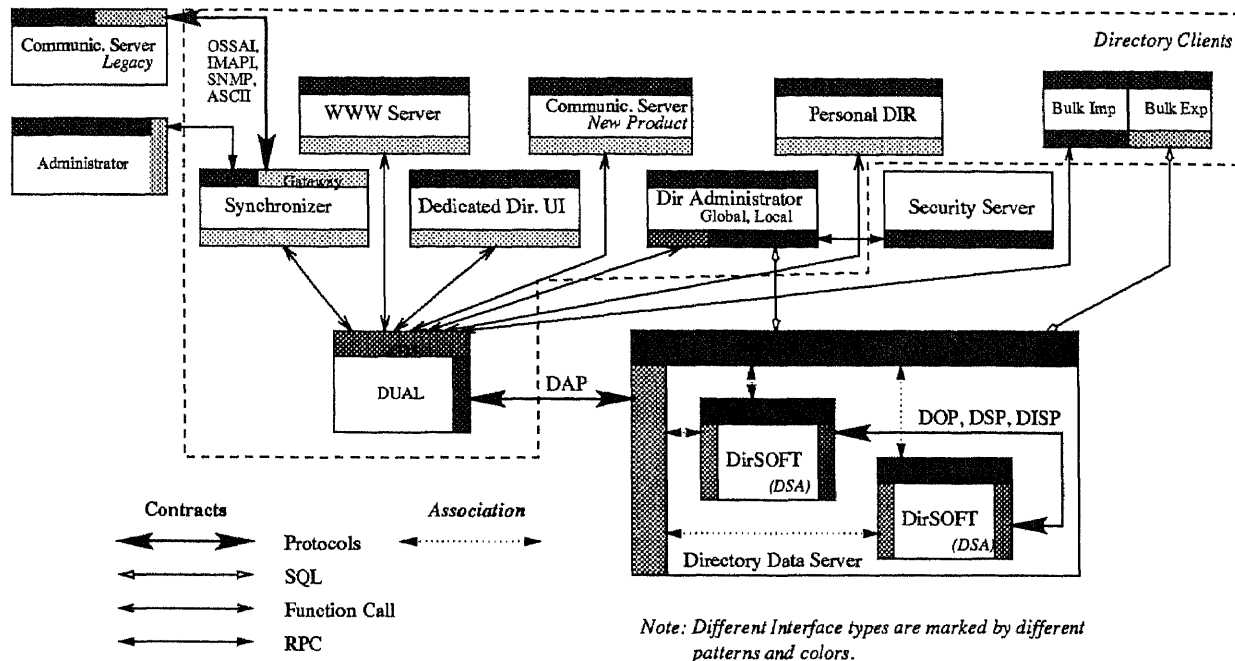 Directory Clients
Communic. Server
Legacy
OSSAI,
IMAPI,
SNMP,
ASCII
WWW Server
Communic. Server
New Product
Personal DIR
Bulk Imp
Bulk Exp
Administrator
Gateway
Synchronizer
Dedicated Dir. UI
Dir Administrator
Global, Local
Security Server
DUAL
DAP
DOP, DSP, DISP
DirSOFT
(DSA)
DirSOFT
(DSA)
Directory Data Server
Contracts
Association
Protocols
SQL
Function Call
RPC
Note: Different Interface types are marked by different
patterns and colors.